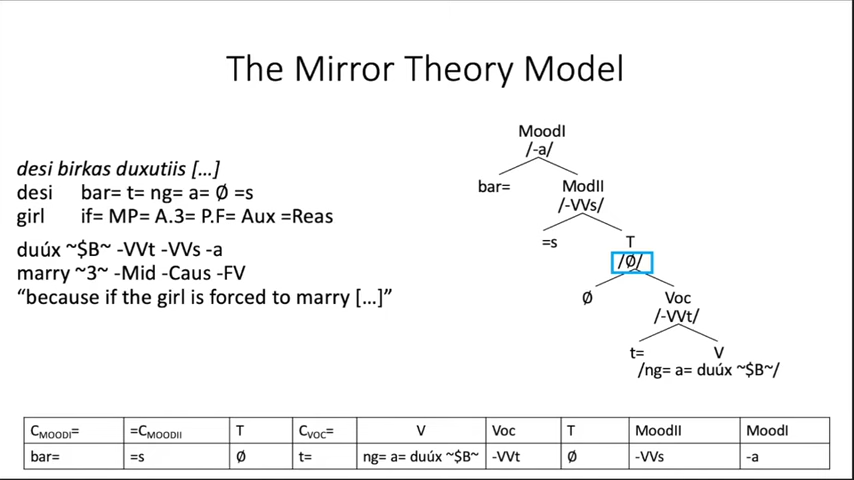 The Mirror Theory Model
desi birkas duxutiis […]
desi bar= t= ng= a= Ø =s
girl if= MP= A.3= P.F= Aux =Reas
duúx ~$B~ -VVt -VVs -a
marry ~3~ -Mid -Caus -FV
“because if the girl is forced to marry […]”
MoodI
/-a/
bar= ModII
/-VVs/
=s T
/Ø/
Ø Voc
/-VVt/
t= V
/ng= a= duúx ~$B~/
CMOODI= =CMOODII T CVOC= V Voc T MoodII MoodI
bar= =s Ø t= ng= a= duúx ~$B~ -VVt Ø -VVs -a